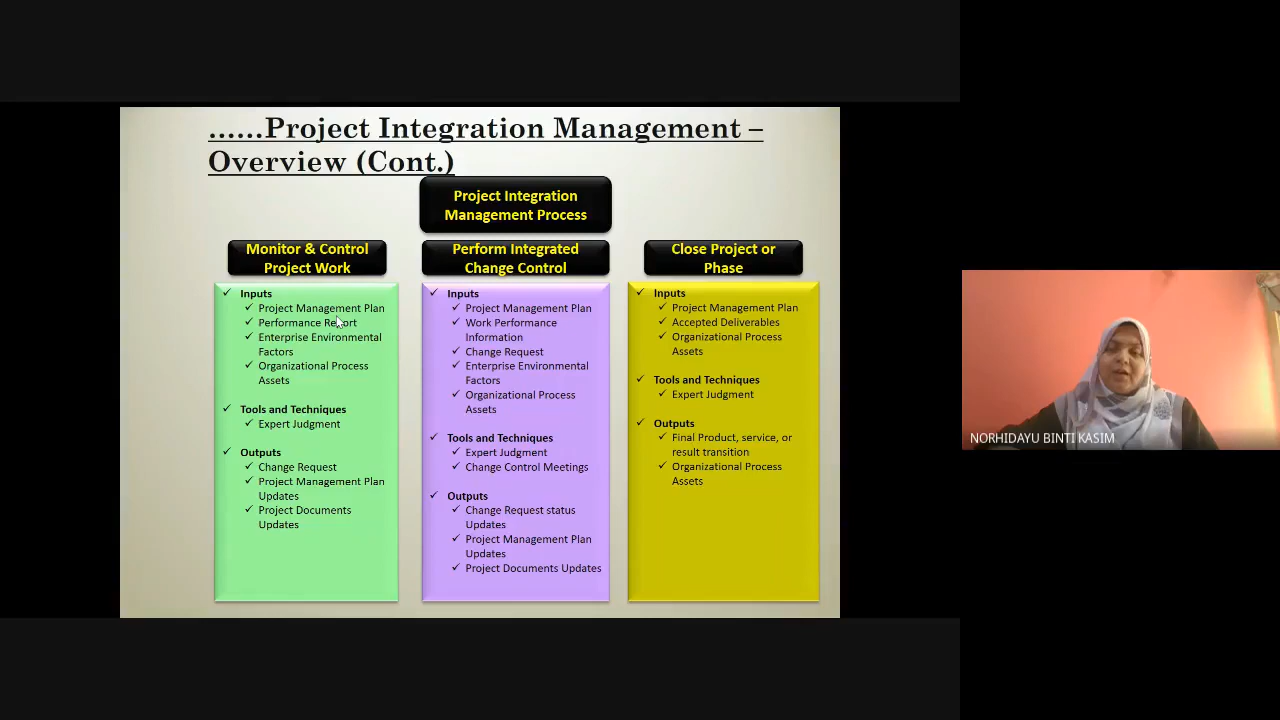 ......Project Integration Management –
Overview (Cont.)
Project Integration
Management Process
Monitor & Control
Project Work
Inputs
Project Management Plan
Performance Report
Enterprise Environmental
Factors
Organizational Process
Assets
Tools and Techniques
Expert Judgment
Outputs
Change Request
Project Management Plan
Updates
Project Documents
Updates
Perform Integrated
Change Control
Inputs
Project Management Plan
Work Performance
Information
Change Request
Enterprise Environmental
Factors
Organizational Process
Assets
Tools and Techniques
Expert Judgment
Change Control Meetings
Outputs
Change Request status
Updates
Project Management Plan
Updates
Project Documents Updates
Close Project or
Phase
Inputs
Project Management Plan
Accepted Deliverables
Organizational Process
Assets
Tools and Techniques
Expert Judgment
Outputs
Final Product, service, or
result transition
Organizational Process
Assets
NORHIDAYU BINTI KASIM